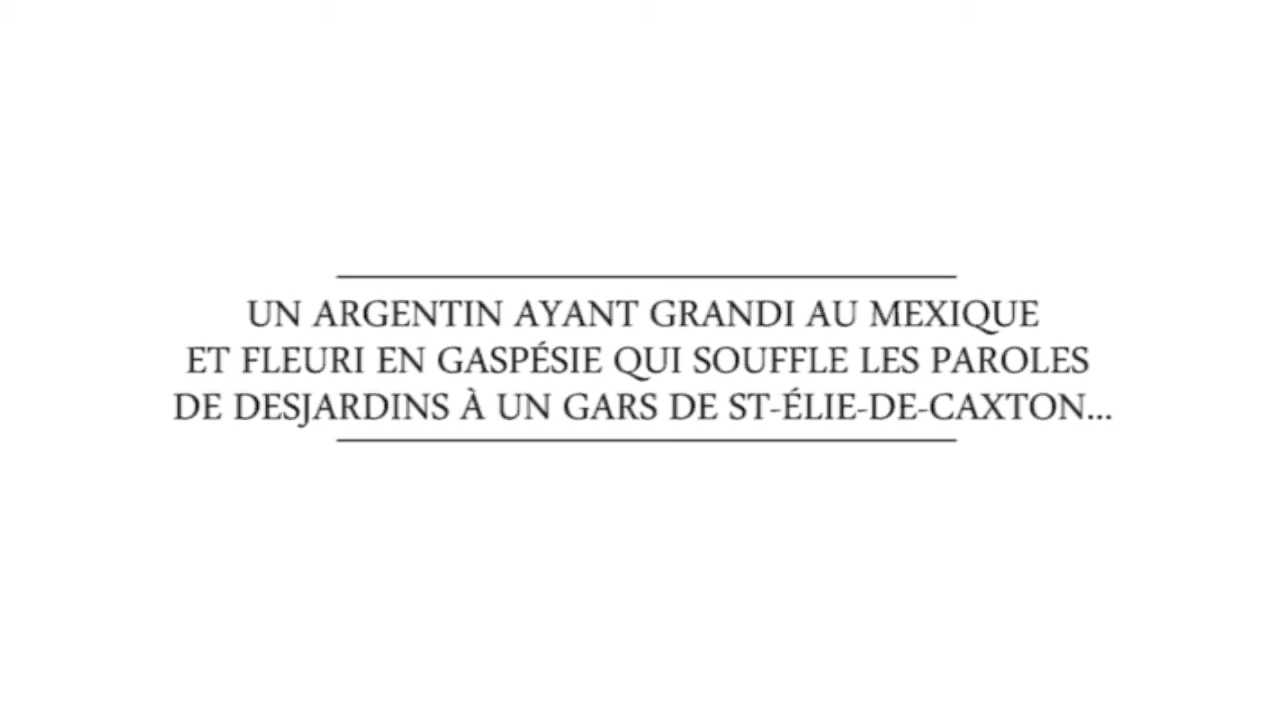 UN ARGENTIN AYANT GRANDI AU MEXIQUE
ET FLEURI EN GASPÉSIE QUI SOUFFLE LES PAROLES
DE DESJARDINS À UN GARS DE ST-ÉLIE-DE-CAXTON...